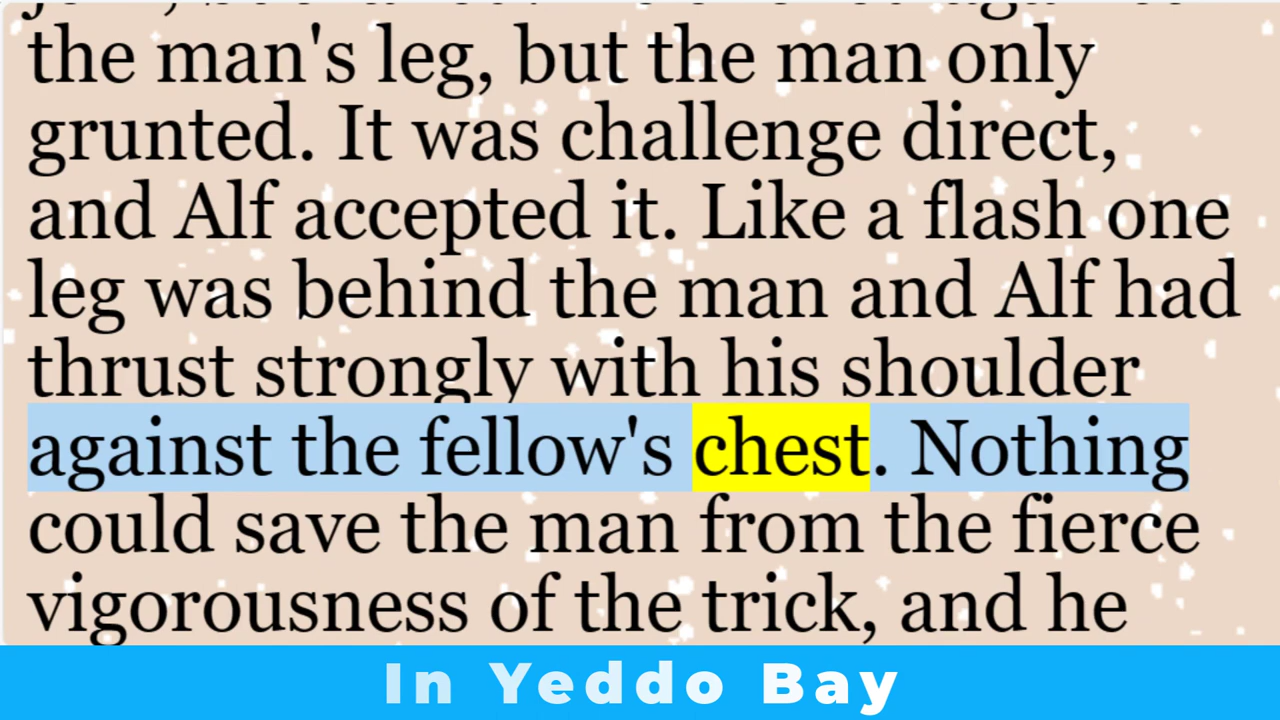 the man's leg, but the man only
grunted. It was challenge direct,
and Alf accepted it. Like a flash one
leg was behind the man and Alf had
thrust strongly with his shoulder
against the fellow's chest. Nothing
could save the man from the fierce
vigorousness of the trick, and he
In Yeddo Bay